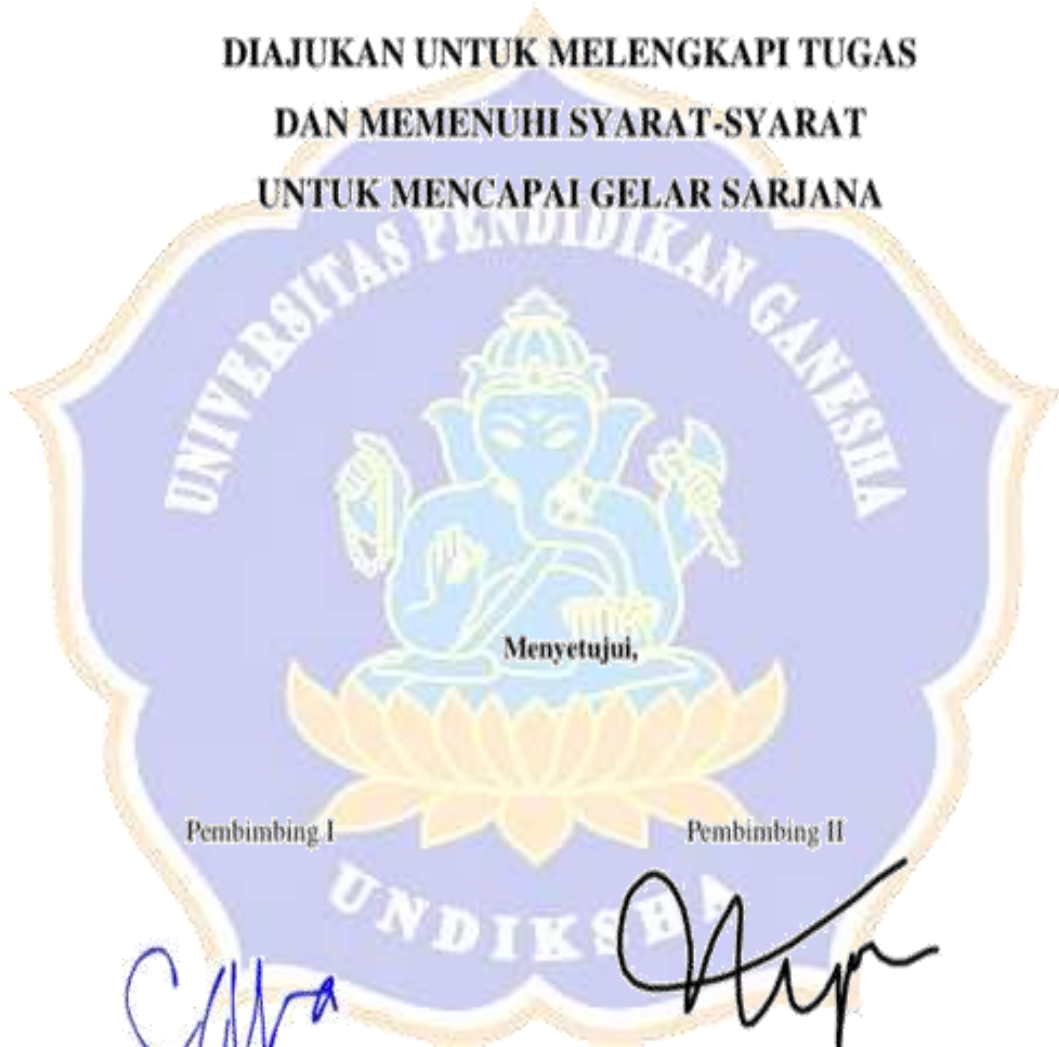 DIAJUKAN UNTUK MELENGKAPI TUGAS
DAN MEMENUHI SYARAT-SYARAT
UNTUK MENCAPAI GELAR SARJANA
UNIVERSITAS PENDIDIKAN GANESHA
Menyetujui,
Pembimbing I Pembimbing II
UNDIKSHA